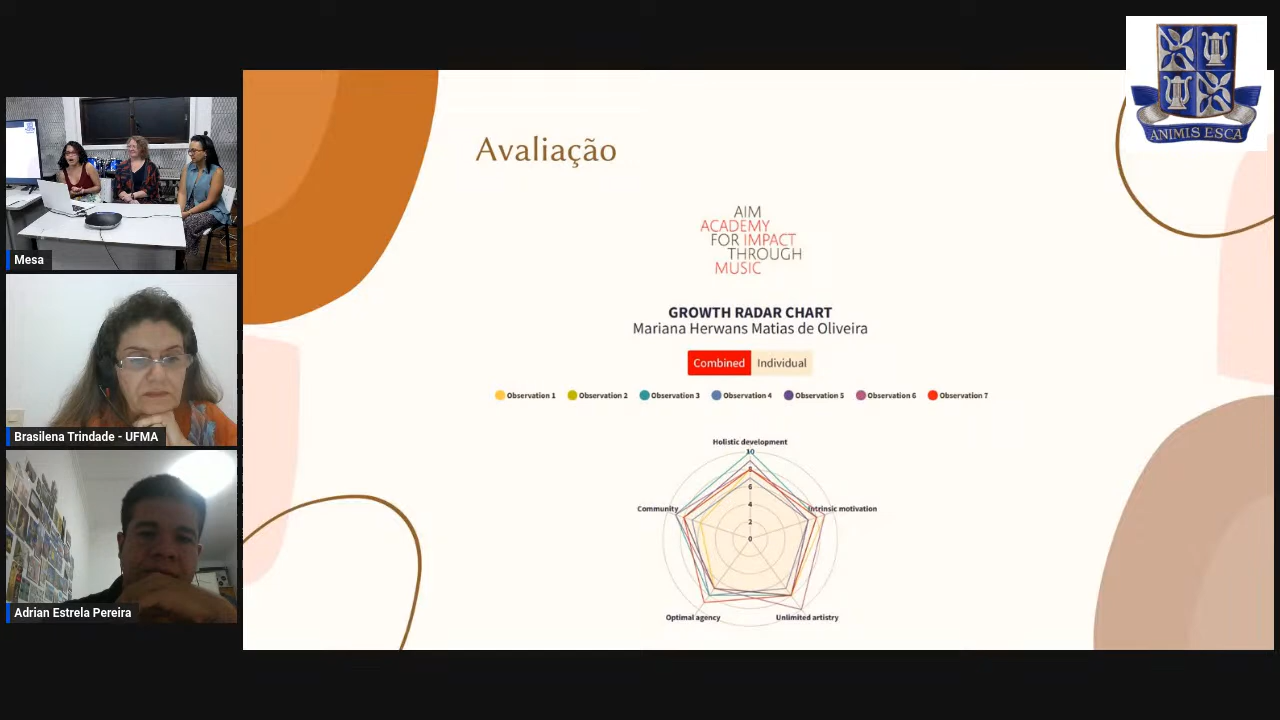 ANIMIS ESCA
Avaliação
AIM
ACADEMY
FOR IMPACT
THROUGH
MUSIC
GROWTH RADAR CHART
Mariana Herwans Matias de Oliveira
Combined Individual
Observation 1 Observation 2 Observation 3 Observation 4 Observation 5 Observation 6 Observation 7
Holistic development
10
8
6
4
2
0
Community
Intrinsic motivation
Optimal agency
Unlimited artistry
Mesa
Brasilena Trindade - UFMA
Adrian Estrela Pereira